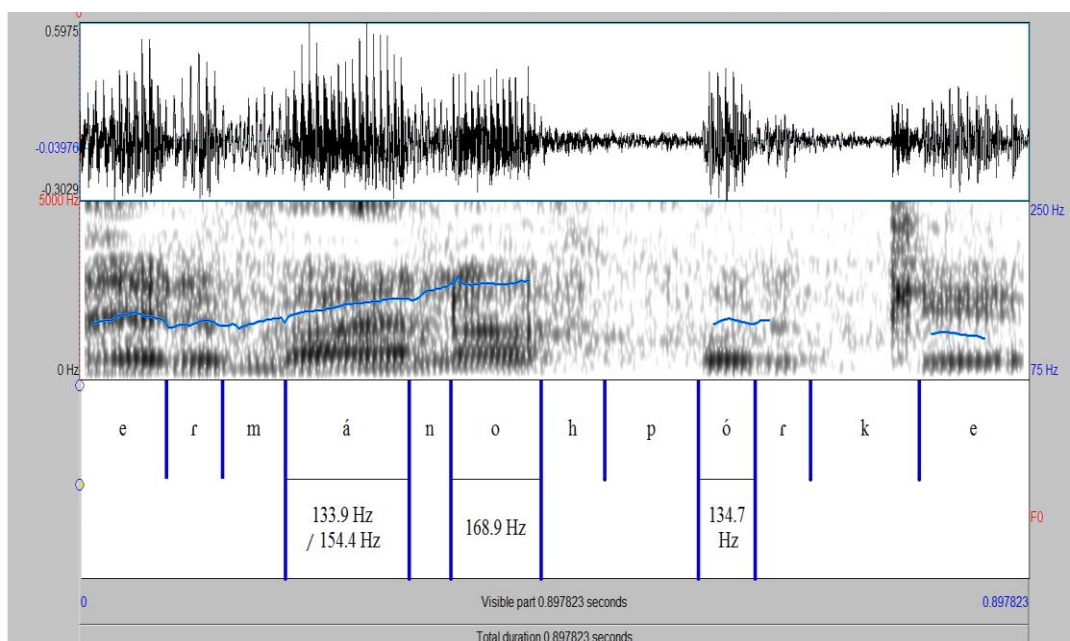 0
0.5975
-0.03976
-0.3029
5000 Hz
250 Hz
0 Hz
75 Hz
e ɾ m á n o h p ó ɾ k e
133.9 Hz
/ 154.4 Hz
168.9 Hz
134.7
Hz
F0
0 Visible part 0.897823 seconds 0.897823
Total duration 0.897823 seconds